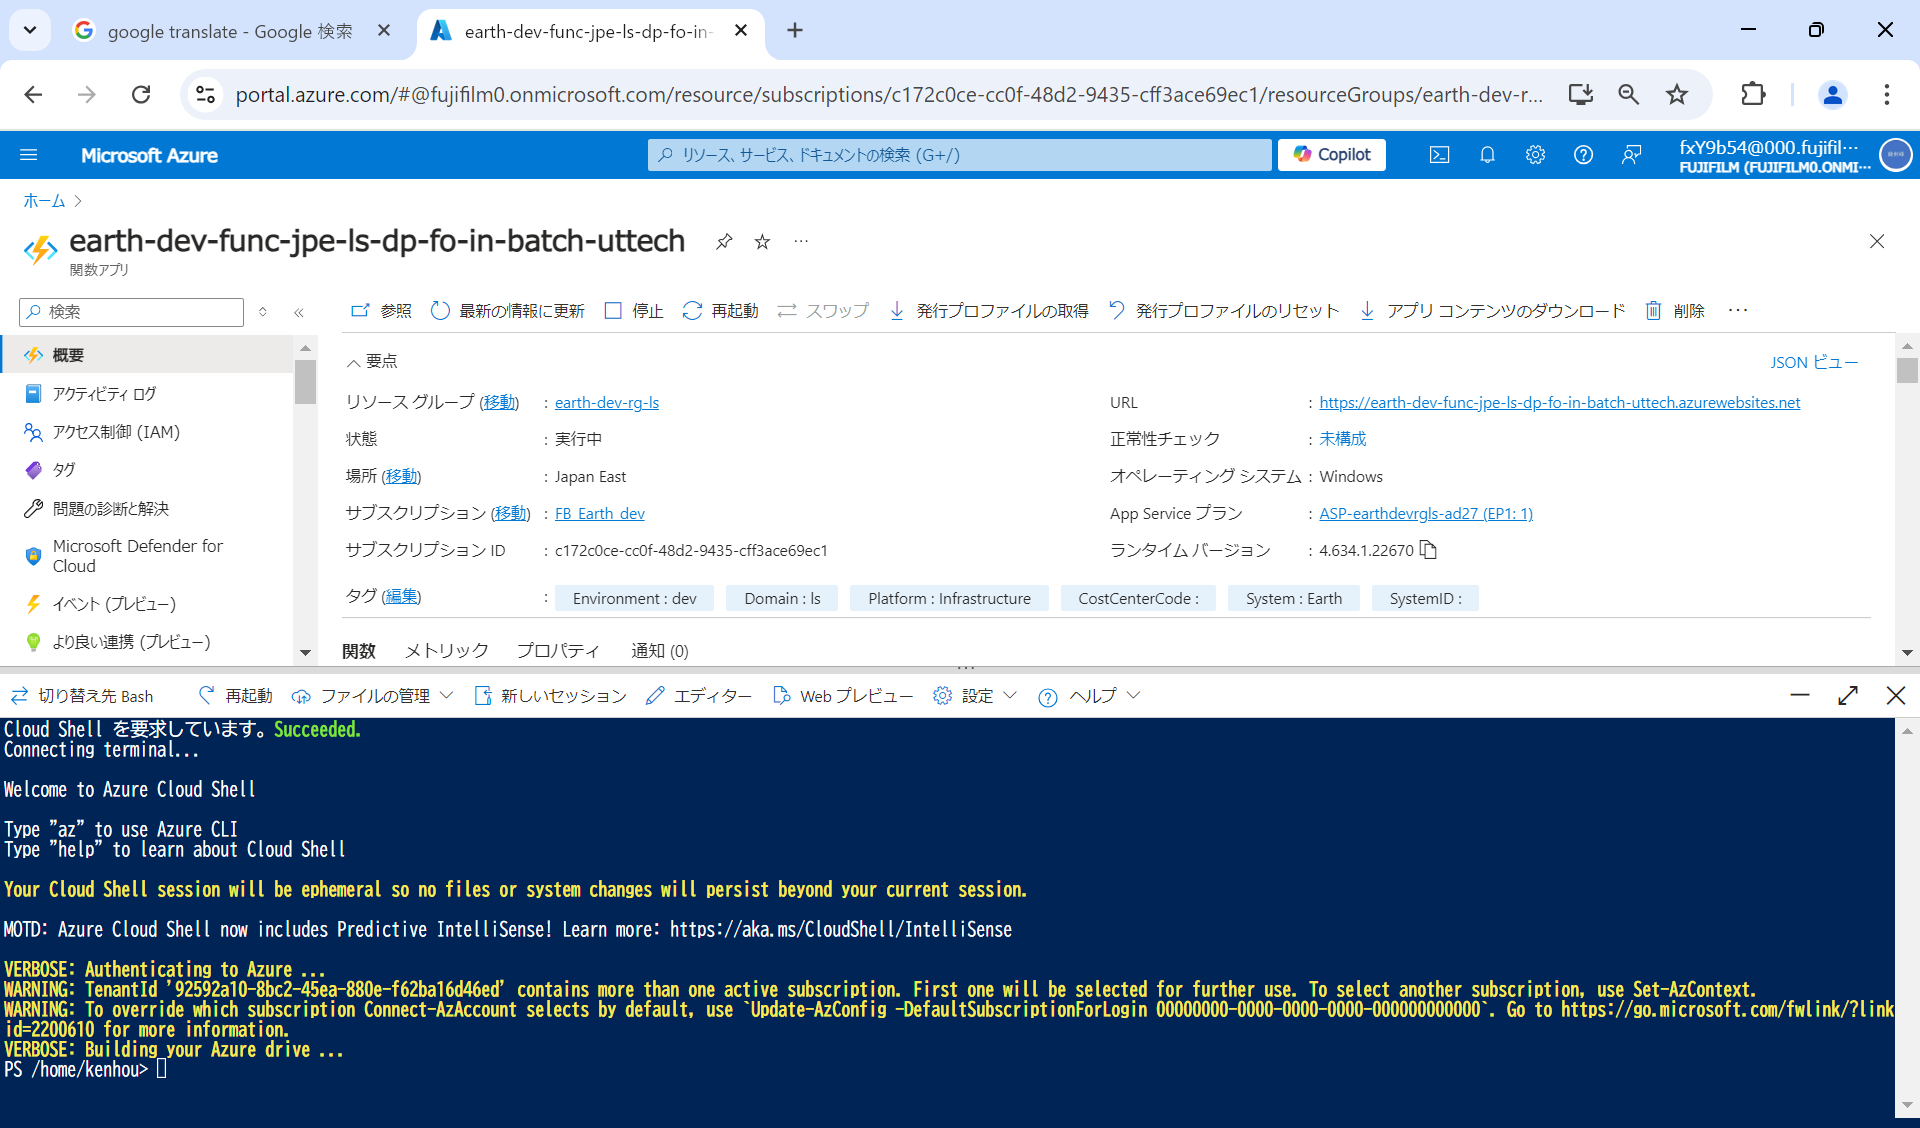 google translate - Google 検索
earth-dev-func-jpe-ls-dp-fo-in-
portal.azure.com/#@fujifilm0.onmicrosoft.com/resource/subscriptions/c172c0ce-cc0f-48d2-9435-cff3ace69ec1/resourceGroups/earth-dev-r...
Microsoft Azure
リソース、サービス、ドキュメントの検索 (G+/)
Copilot
fxY9b54@000.fujifil···
FUJIFILM (FUJIFILM0.ONMI···
ホーム
earth-dev-func-jpe-ls-dp-fo-in-batch-uttech
関数アプリ
検索
参照 最新の情報に更新 停止 再起動 スワップ 発行プロファイルの取得 発行プロファイルのリセット アプリ コンテンツのダウンロード 削除
概要
アクティビティ ログ
アクセス制御 (IAM)
タグ
問題の診断と解決
Microsoft Defender for
Cloud
イベント (プレビュー)
より良い連携 (プレビュー)
要点
JSON ビュー
リソース グループ (移動) : earth-dev-rg-ls
状態 : 実行中
場所 (移動) : Japan East
サブスクリプション (移動) : FB_Earth_dev
サブスクリプション ID : c172c0ce-cc0f-48d2-9435-cff3ace69ec1
URL : https://earth-dev-func-jpe-ls-dp-fo-in-batch-uttech.azurewebsites.net
正常性チェック : 未構成
オペレーティング システム : Windows
App Service プラン : ASP-earthdevrgls-ad27 (EP1: 1)
ランタイム バージョン : 4.634.1.22670
タグ (編集) : Environment : dev Domain : ls Platform : Infrastructure CostCenterCode : System : Earth SystemID :
関数 メトリック プロパティ 通知 (0)
切り替え先 Bash 再起動 ファイルの管理 新しいセッション エディター Web プレビュー 設定 ヘルプ
Cloud Shell を要求しています。Succeeded.
Connecting terminal...
Welcome to Azure Cloud Shell
Type "az" to use Azure CLI
Type "help" to learn about Cloud Shell
Your Cloud Shell session will be ephemeral so no files or system changes will persist beyond your current session.
MOTD: Azure Cloud Shell now includes Predictive IntelliSense! Learn more: https://aka.ms/CloudShell/IntelliSense
VERBOSE: Authenticating to Azure ...
WARNING: TenantId '92592a10-8bc2-45ea-880e-f62ba16d46ed' contains more than one active subscription. First one will be selected for further use. To select another subscription, use Set-AzContext.
WARNING: To override which subscription Connect-AzAccount selects by default, use `Update-AzConfig -DefaultSubscriptionForLogin 00000000-0000-0000-0000-000000000000`. Go to https://go.microsoft.com/fwlink/?link
id=2200610 for more information.
VERBOSE: Building your Azure drive ...
PS /home/kenhou>